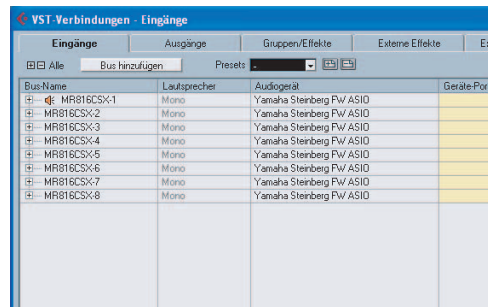 VST-Verbindungen - Eingänge
Eingänge Ausgänge Gruppen/Effekte Externe Effekte
Alle Bus hinzufügen Presets -
Bus-Name Lautsprecher Audiogerät Geräte-Por
MR816CSX-1 Mono Yamaha Steinberg FW ASIO
MR816CSX-2 Mono Yamaha Steinberg FW ASIO
MR816CSX-3 Mono Yamaha Steinberg FW ASIO
MR816CSX-4 Mono Yamaha Steinberg FW ASIO
MR816CSX-5 Mono Yamaha Steinberg FW ASIO
MR816CSX-6 Mono Yamaha Steinberg FW ASIO
MR816CSX-7 Mono Yamaha Steinberg FW ASIO
MR816CSX-8 Mono Yamaha Steinberg FW ASIO